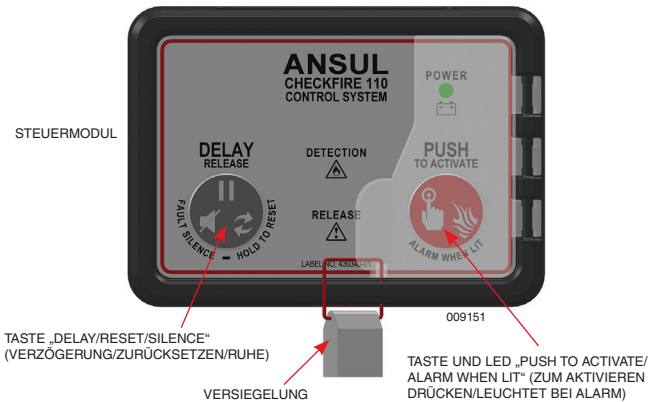 ANSUL
CHECKFIRE 110
CONTROL SYSTEM
POWER
STEUERMODUL
DELAY
RELEASE
DETECTION
PUSH
TO ACTIVATE
RELEASE
FAULT SILENCE – HOLD TO RESET
ALARM WHEN LIT
LABEL NO. 439340-01
009151
TASTE „DELAY/RESET/SILENCE“
(VERZÖGERUNG/ZURÜCKSETZEN/RUHE)
VERSIEGELUNG
TASTE UND LED „PUSH TO ACTIVATE/
ALARM WHEN LIT“ (ZUM AKTIVIEREN
DRÜCKEN/LEUCHTET BEI ALARM)